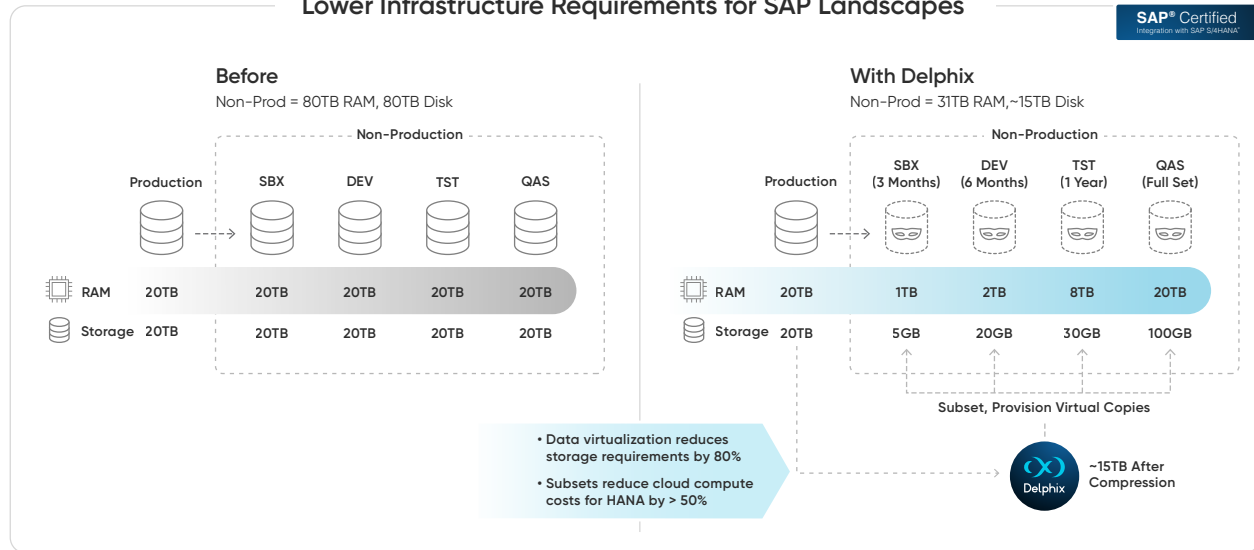 Lower Infrastructure Requirements for SAP Landscapes
SAP® Certified
Integration with SAP S/4HANA®
Before
Non-Prod = 80TB RAM, 80TB Disk
Non-Production
Production
SBX
DEV
TST
QAS
RAM
20TB
20TB
20TB
20TB
20TB
Storage
20TB
20TB
20TB
20TB
20TB
With Delphix
Non-Prod = 31TB RAM,~15TB Disk
Non-Production
Production
SBX
(3 Months)
DEV
(6 Months)
TST
(1 Year)
QAS
(Full Set)
RAM
20TB
1TB
2TB
8TB
20TB
Storage
20TB
5GB
20GB
30GB
100GB
Subset, Provision Virtual Copies
• Data virtualization reduces
storage requirements by 80%
• Subsets reduce cloud compute
costs for HANA by > 50%
Delphix
~15TB After
Compression